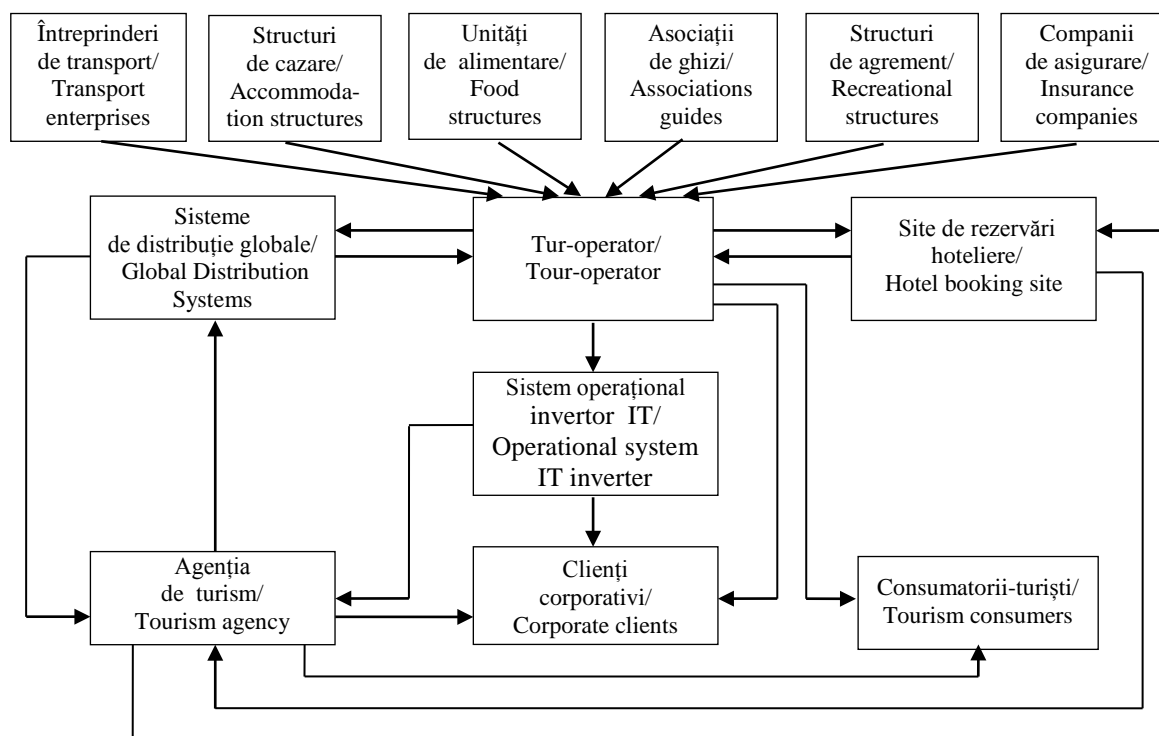 Întreprinderi
de transport/
Transport
enterprises
Structuri
de cazare/
Accommoda-
tion structures
Unități
de alimentare/
Food
structures
Asociații
de ghizi/
Associations
guides
Structuri
de agrement/
Recreational
structures
Companii
de asigurare/
Insurance
companies
Sisteme
de distribuție globale/
Global Distribution
Systems
Tur-operator/
Tour-operator
Site de rezervări
hoteliere/
Hotel booking site
Sistem operațional
invertor IT/
Operational system
IT inverter
Agenția
de turism/
Tourism agency
Clienți
corporativi/
Corporate clients
Consumatorii-turiști/
Tourism consumers